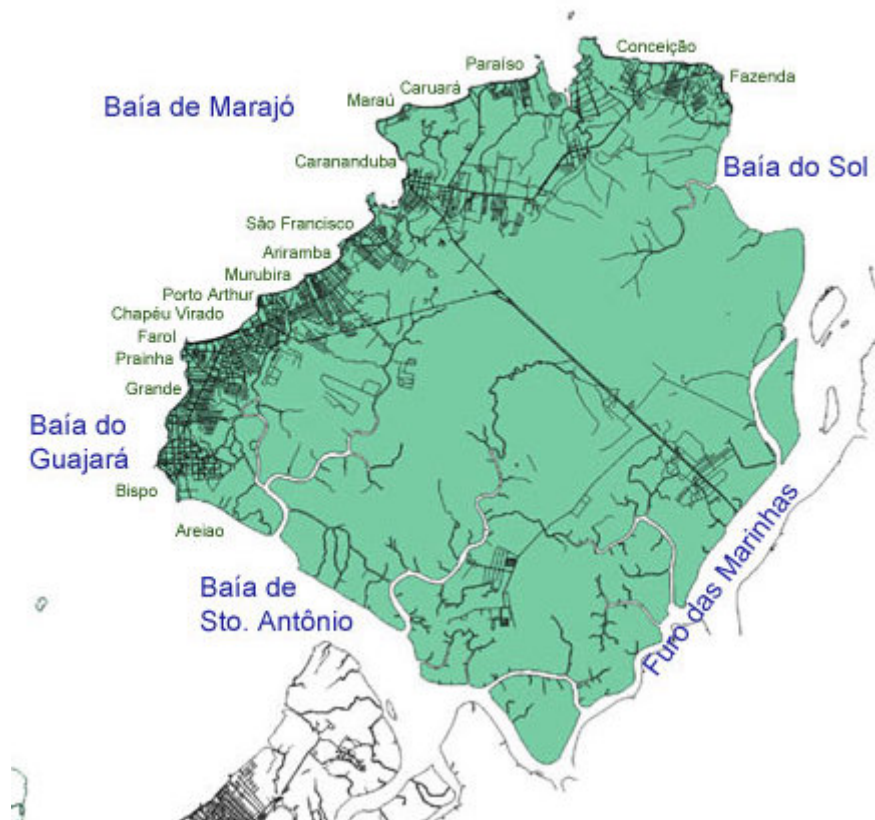 Conceição
Paraíso
Fazenda
Caruará
Maraú
Baía de Marajó
Carananduba
Baía do Sol
São Francisco
Ariramba
Murubira
Porto Arthur
Chapéu Virado
Farol
Prainha
Grande
Baía do
Guajará
Bispo
Areiao
Baía de
Sto. Antônio
Furo das Marinhas